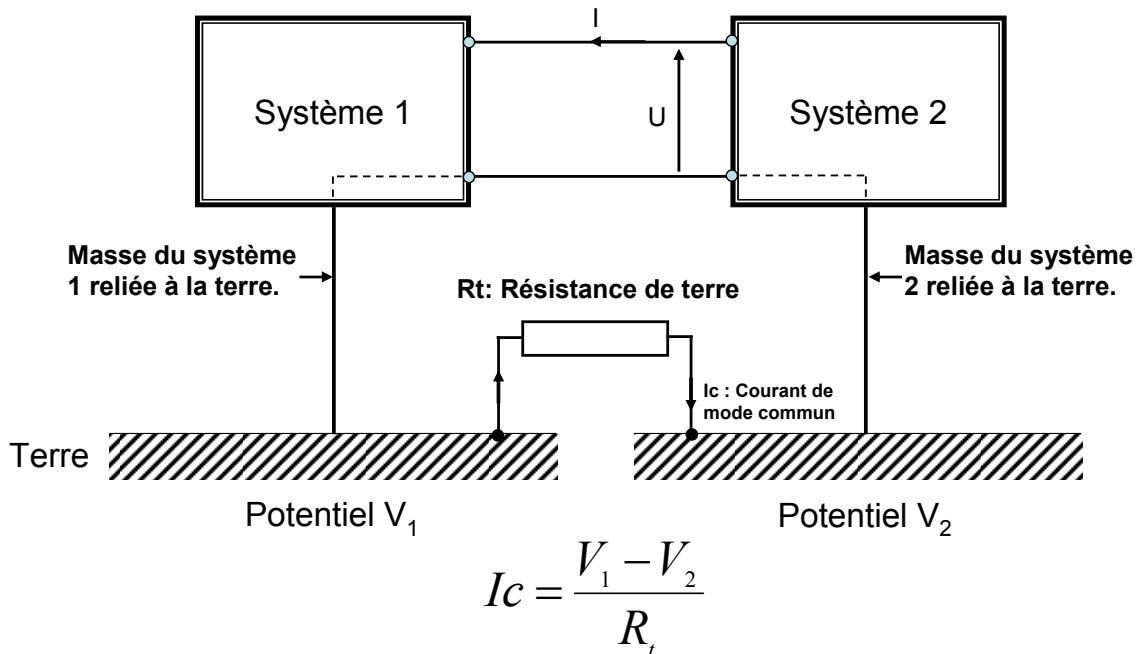 I
Système 1
U
Système 2
Masse du système
1 reliée à la terre.
Masse du système
2 reliée à la terre.
Rt: Résistance de terre
Ic : Courant de
mode commun
Terre
Potentiel V₁
Potentiel V₂
Ic = (V₁ − V₂) / Rₜ